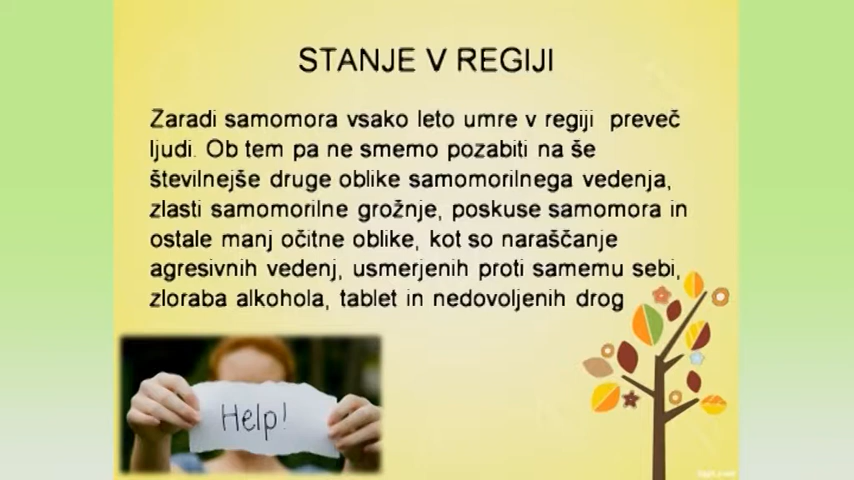 STANJE V REGIJI
Zaradi samomora vsako leto umre v regiji preveč
ljudi. Ob tem pa ne smemo pozabiti na še
številnejše druge oblike samomorilnega vedenja,
zlasti samomorilne grožnje, poskuse samomora in
ostale manj očitne oblike, kot so naraščanje
agresivnih vedenj, usmerjenih proti samemu sebi,
zloraba alkohola, tablet in nedovoljenih drog
Help!